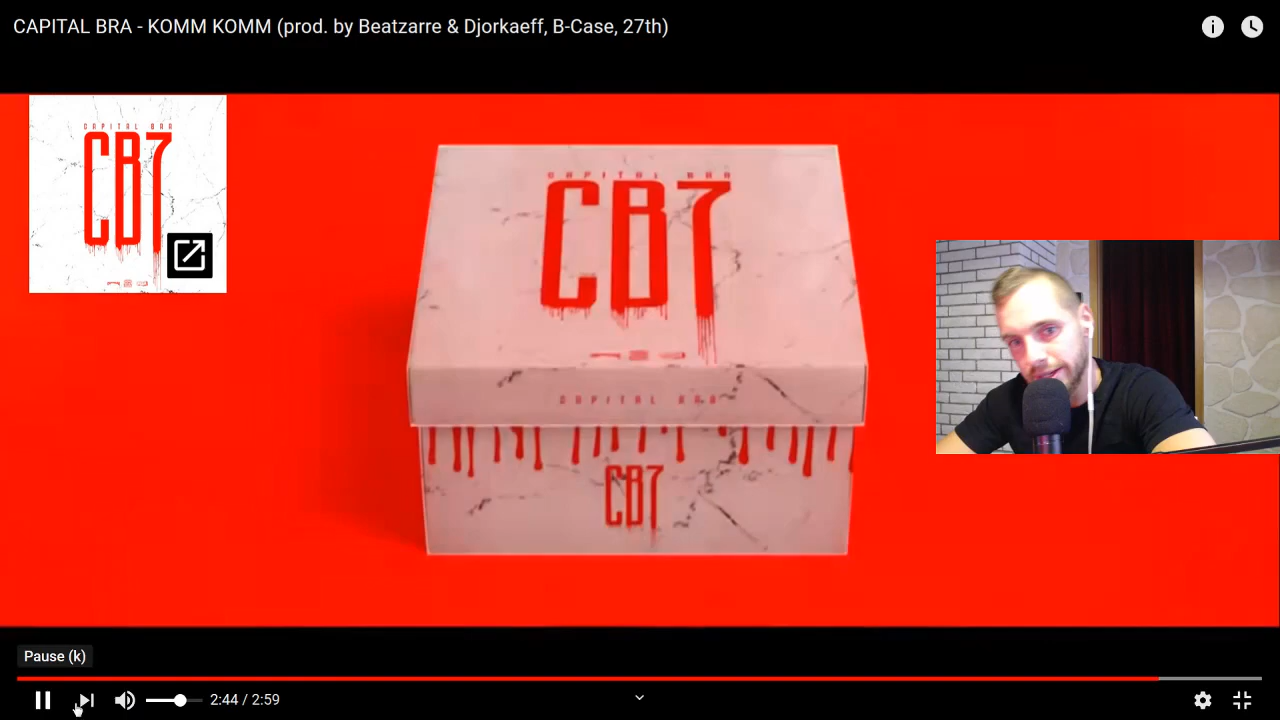 CAPITAL BRA - KOMM KOMM (prod. by Beatzarre & Djorkaeff, B-Case, 27th)
CAPITAL BRA
CB7
CAPITAL BRA
CB7
CAPITAL BRA
CB7
Pause (k)
2:44 / 2:59